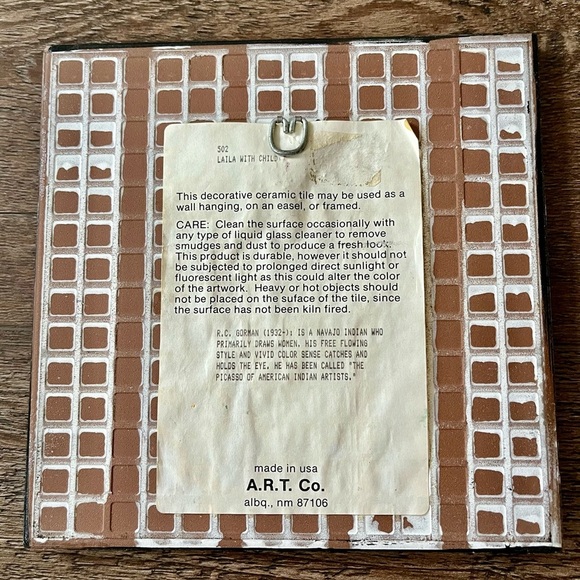 502
LAILA WITH CHILD
This decorative ceramic tile may be used as a
wall hanging, on an easel, or framed.
CARE: Clean the surface occasionally with
any type of liquid glass cleaner to remove
smudges and dust to produce a fresh look.
This product is durable, however it should not
be subjected to prolonged direct sunlight or
fluorescent light as this could alter the color
of the artwork. Heavy or hot objects should
not be placed on the suface of the tile, since
the surface has not been kiln fired.
R.C. GORMAN (1932-): IS A NAVAJO INDIAN WHO
PRIMARILY DRAWS WOMEN. HIS FREE FLOWING
STYLE AND VIVID COLOR SENSE CATCHES AND
HOLDS THE EYE. HE HAS BEEN CALLED "THE
PICASSO OF AMERICAN INDIAN ARTISTS."
made in usa
A.R.T. Co.
albq., nm 87106